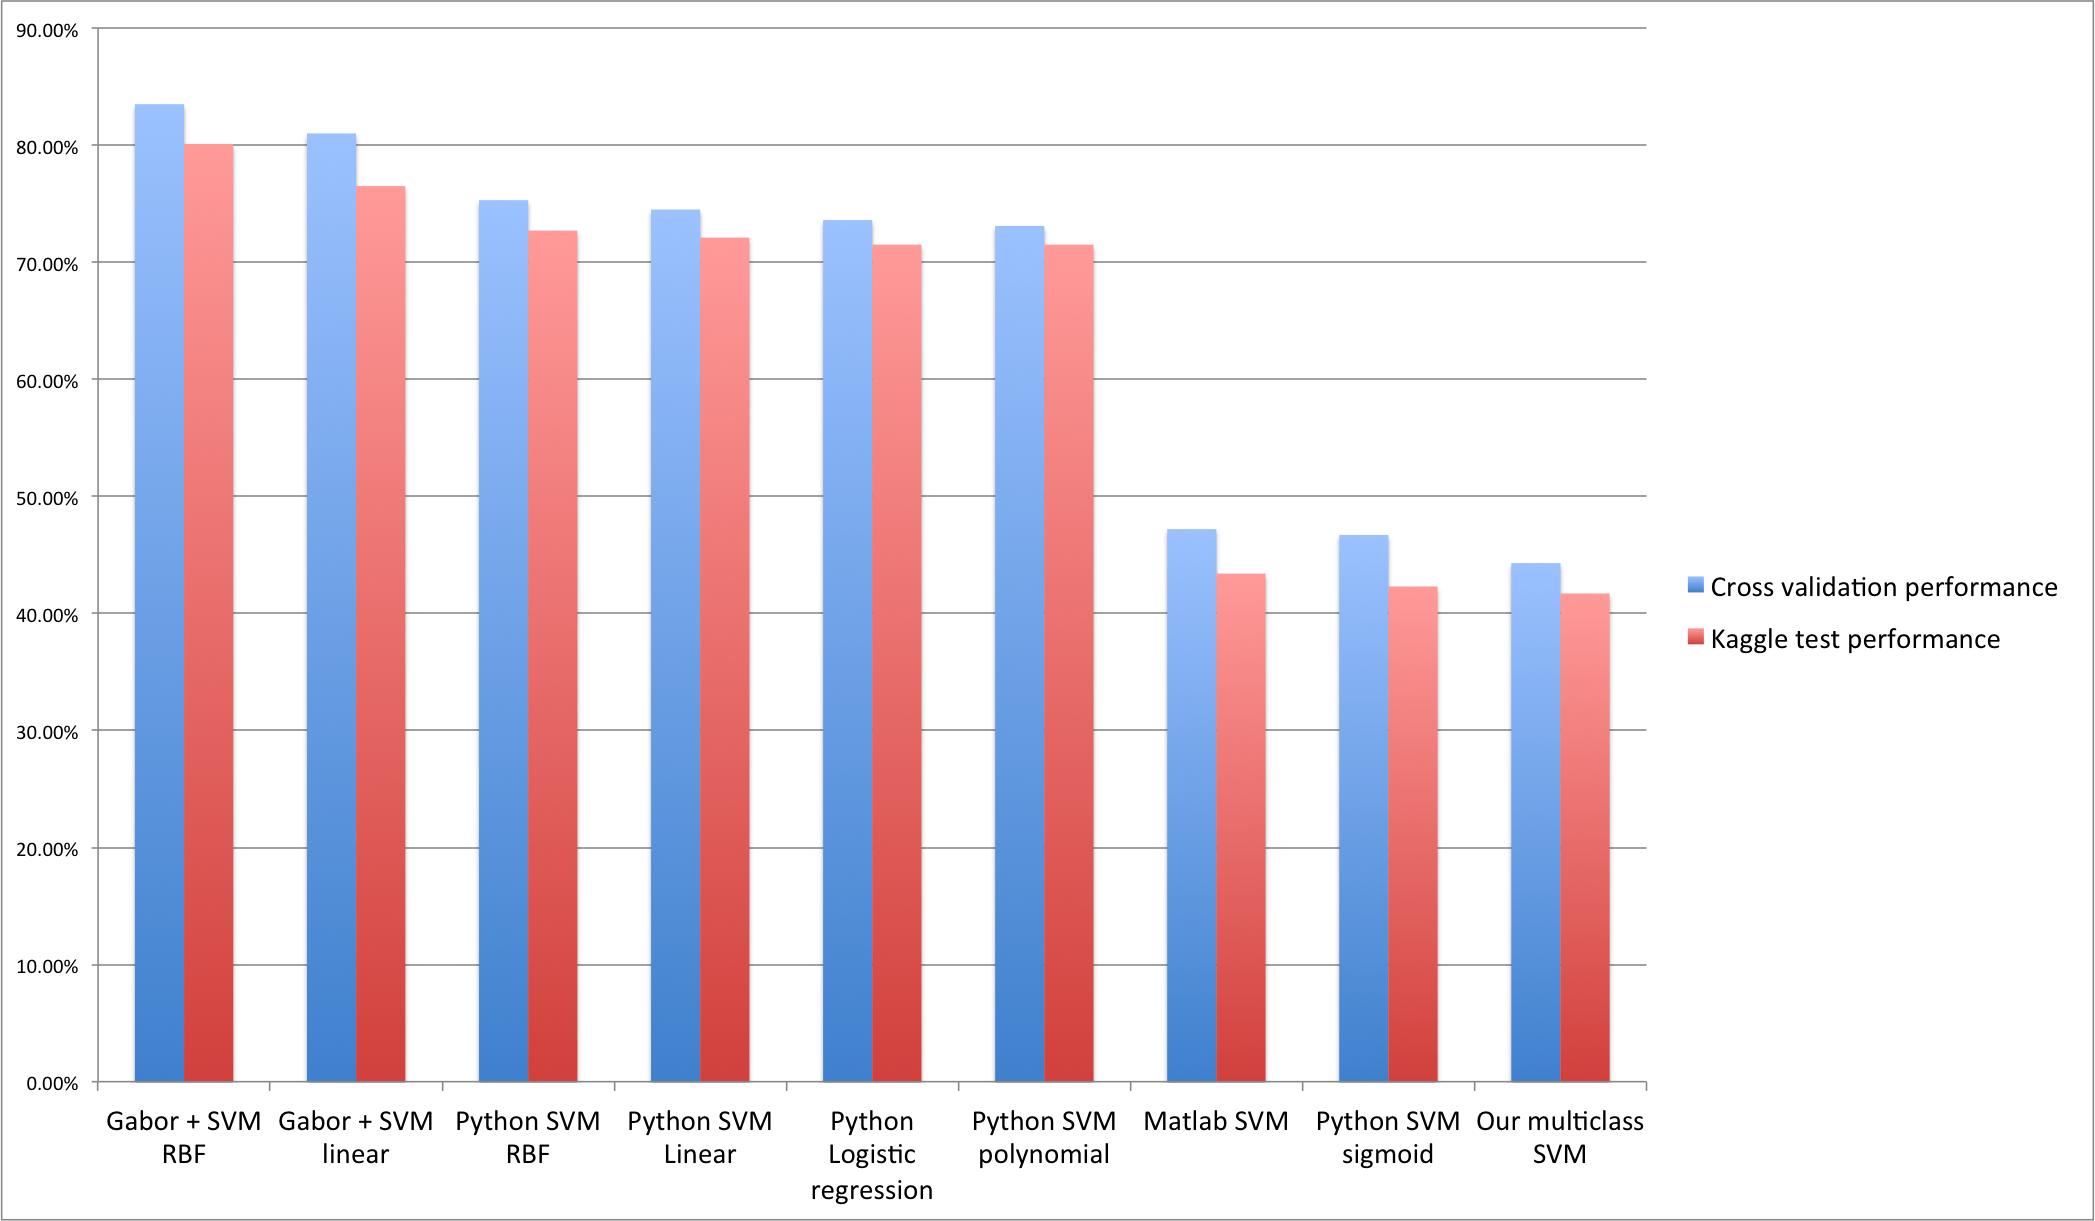 90.00%
80.00%
70.00%
60.00%
50.00%
40.00%
30.00%
20.00%
10.00%
0.00%
Gabor + SVM
RBF
Gabor + SVM
linear
Python SVM
RBF
Python SVM
Linear
Python
Logistic
regression
Python SVM
polynomial
Matlab SVM
Python SVM
sigmoid
Our multiclass
SVM
Cross validation performance
Kaggle test performance